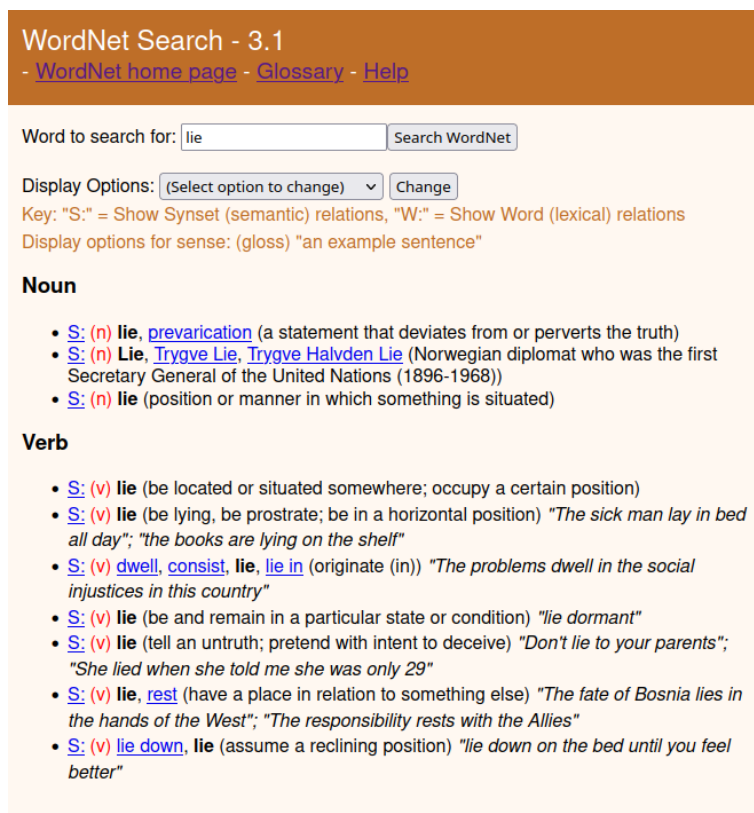 WordNet Search - 3.1
- WordNet home page - Glossary - Help
Word to search for: lie Search WordNet
Display Options: (Select option to change) Change
Key: "S:" = Show Synset (semantic) relations, "W:" = Show Word (lexical) relations
Display options for sense: (gloss) "an example sentence"
Noun
• S: (n) lie, prevarication (a statement that deviates from or perverts the truth)
• S: (n) Lie, Trygve Lie, Trygve Halvden Lie (Norwegian diplomat who was the first
Secretary General of the United Nations (1896-1968))
• S: (n) lie (position or manner in which something is situated)
Verb
• S: (v) lie (be located or situated somewhere; occupy a certain position)
• S: (v) lie (be lying, be prostrate; be in a horizontal position) "The sick man lay in bed
all day"; "the books are lying on the shelf"
• S: (v) dwell, consist, lie, lie in (originate (in)) "The problems dwell in the social
injustices in this country"
• S: (v) lie (be and remain in a particular state or condition) "lie dormant"
• S: (v) lie (tell an untruth; pretend with intent to deceive) "Don't lie to your parents";
"She lied when she told me she was only 29"
• S: (v) lie, rest (have a place in relation to something else) "The fate of Bosnia lies in
the hands of the West"; "The responsibility rests with the Allies"
• S: (v) lie down, lie (assume a reclining position) "lie down on the bed until you feel
better"